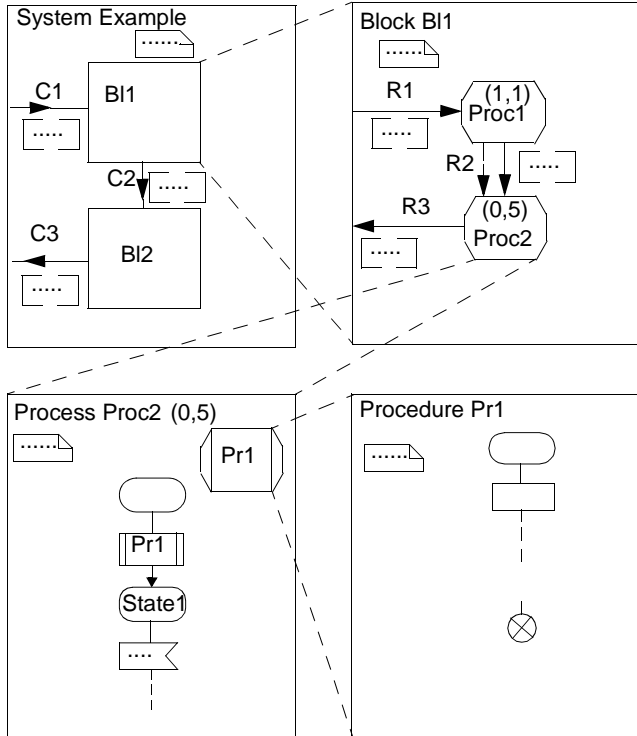 System Example
......
C1
Bl1
.....
C2
.....
C3
Bl2
.....
Block Bl1
......
R1
(1,1)
Proc1
.....
R2
.....
R3
(0,5)
Proc2
.....
Process Proc2 (0,5)
......
Pr1
Pr1
State1
....
Procedure Pr1
......